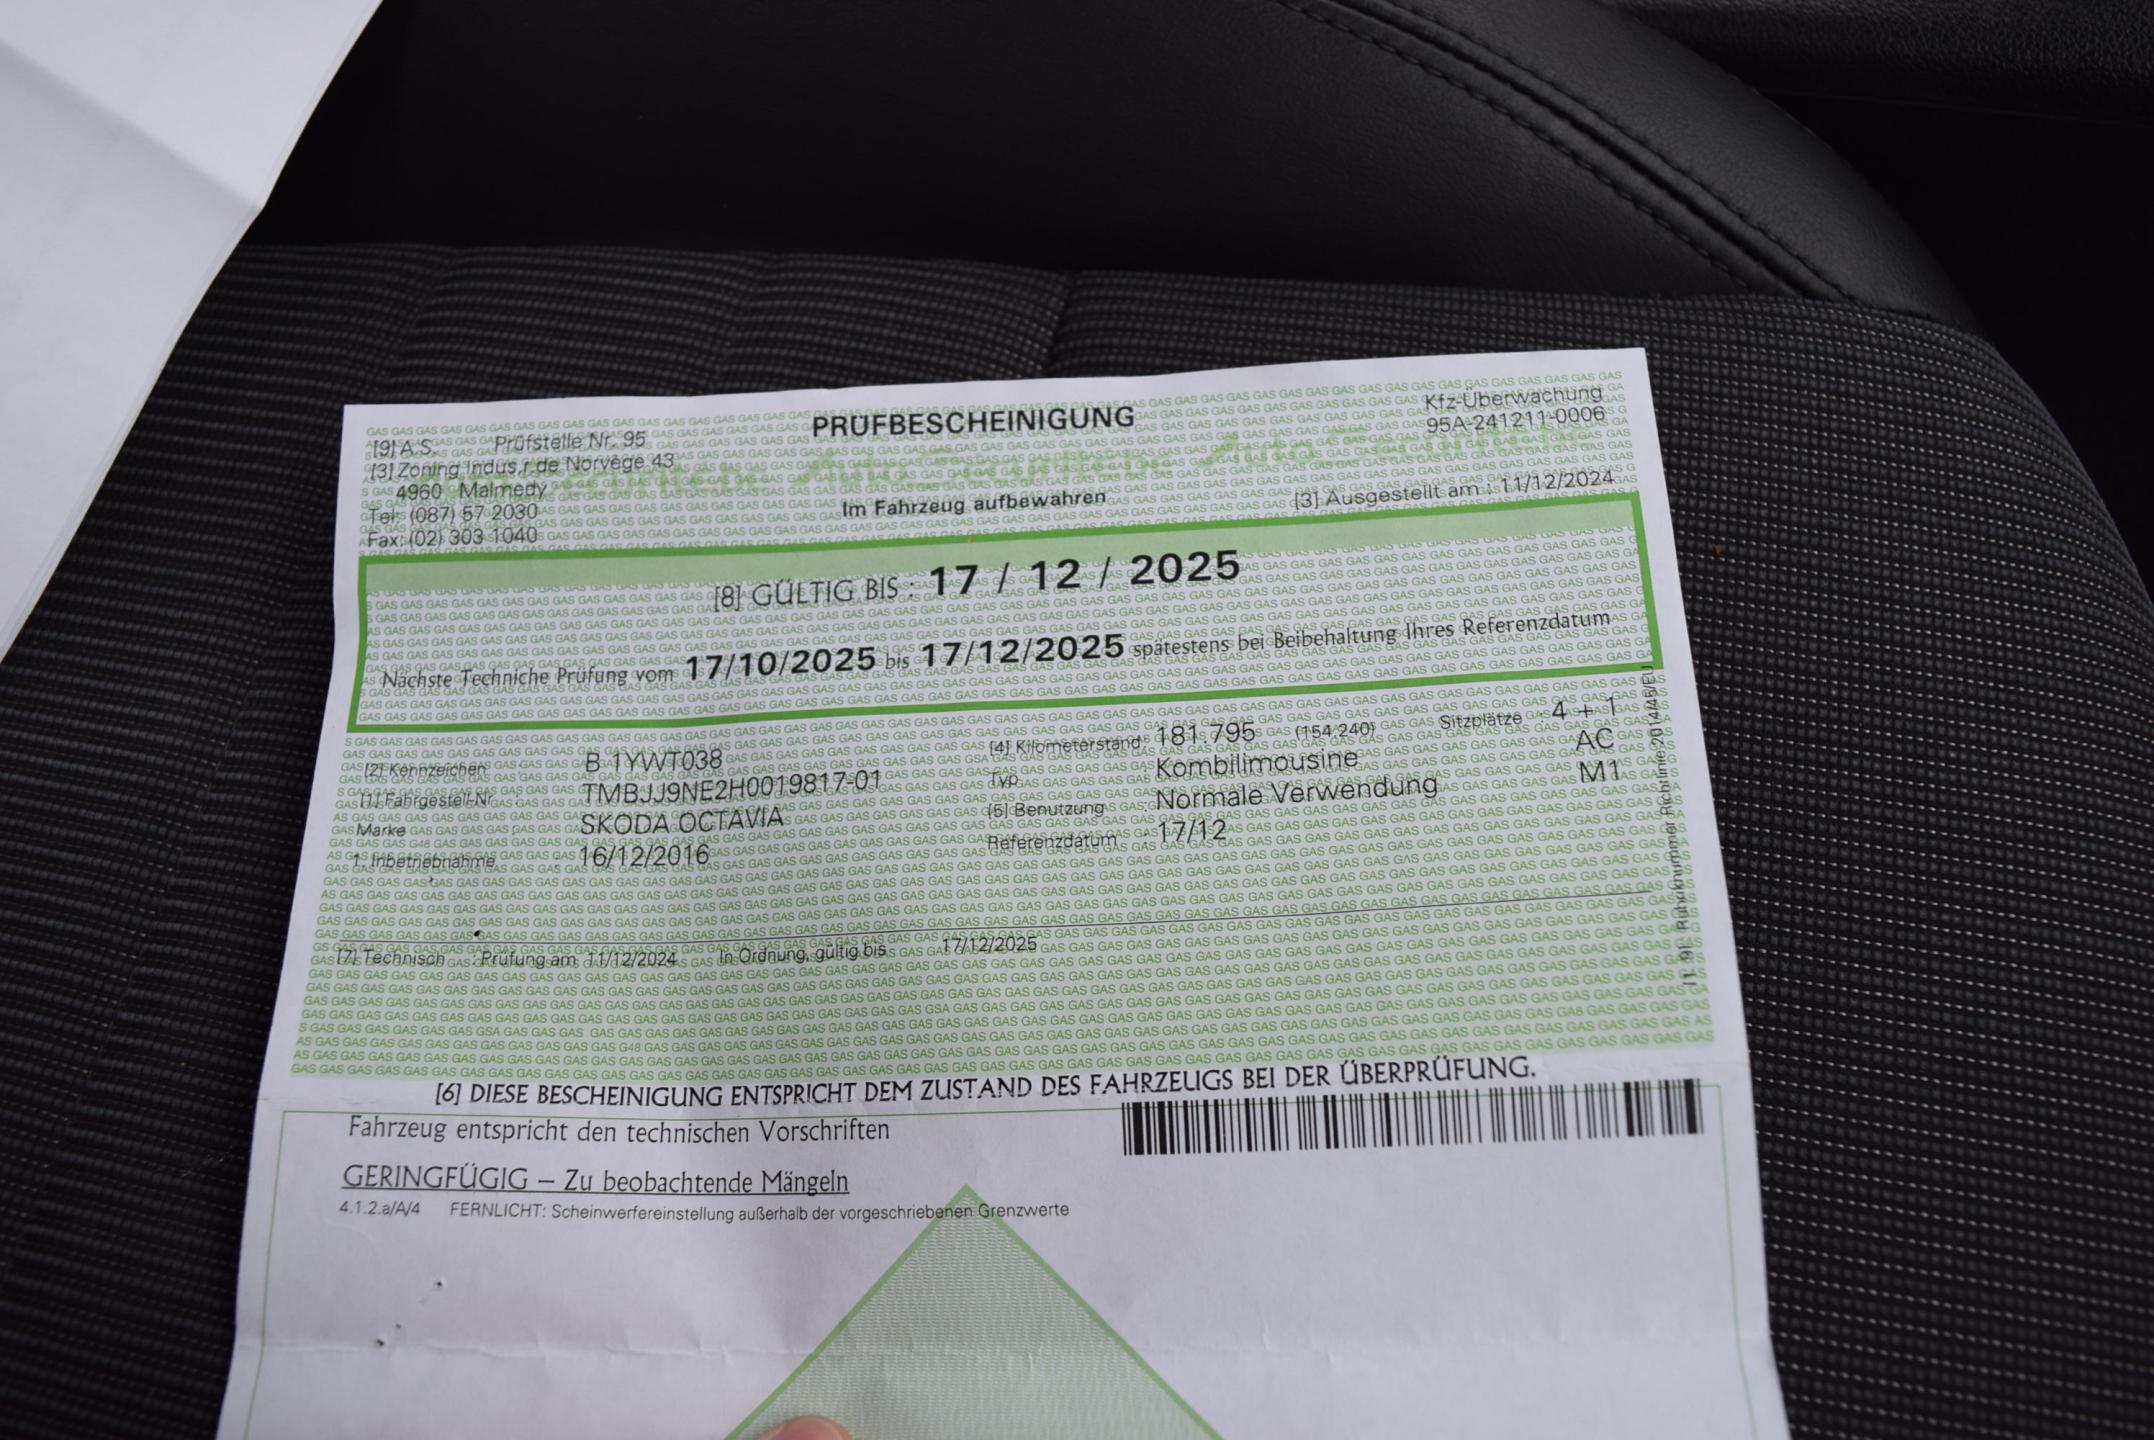 PRÜFBESCHEINIGUNG
Kfz-Überwachung
95A-241211-0006
[9] A.S. Prüfstelle Nr. 95
[3] Zoning Indus,r.de Norvège 43
4960 Malmedy
Tel: (087) 57 2030
Fax: (02) 303 1040
Im Fahrzeug aufbewahren
[3] Ausgestellt am : 11/12/2024
[8] GÜLTIG BIS : 17 / 12 / 2025
Nächste Techniche Prüfung vom 17/10/2025 bis 17/12/2025 spätestens bei Beibehaltung Ihres Referenzdatum
[2] Kennzeichen : B 1YWT038
[1] Fahrgestell-Nr : TMBJJ9NE2H0019817-01
Marke : SKODA OCTAVIA
1. Inbetriebnahme : 16/12/2016
[4] Kilometerstand : 181.795 (154.240) Sitzplätze : 4 + 1
Typ : Kombilimousine AC
[5] Benutzung : Normale Verwendung M1
Referenzdatum : 17/12
[7] Technisch : Prüfung am 11/12/2024 In Ordnung, gültig bis 17/12/2025
[6] DIESE BESCHEINIGUNG ENTSPRICHT DEM ZUSTAND DES FAHRZEUGS BEI DER ÜBERPRÜFUNG.
Fahrzeug entspricht den technischen Vorschriften
GERINGFÜGIG – Zu beobachtende Mängeln
4.1.2.a/A/4 FERNLICHT: Scheinwerfereinstellung außerhalb der vorgeschriebenen Grenzwerte